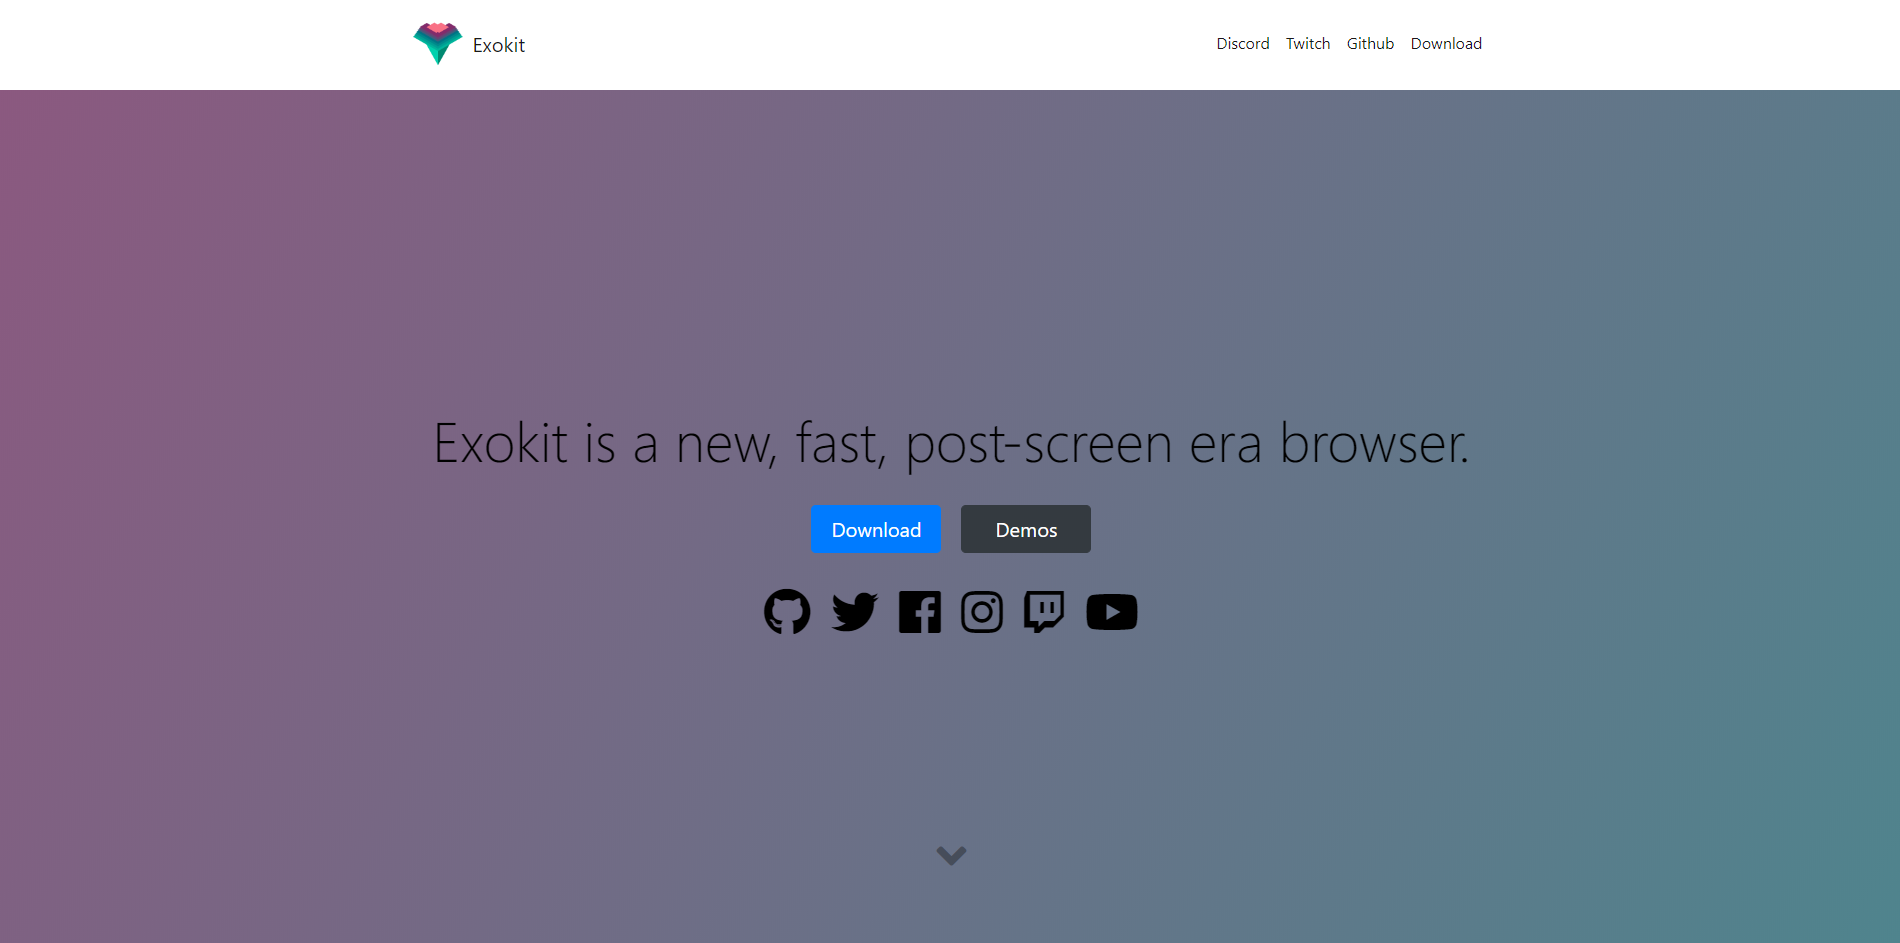 Exokit
Discord Twitch Github Download
Exokit is a new, fast, post-screen era browser.
Download Demos